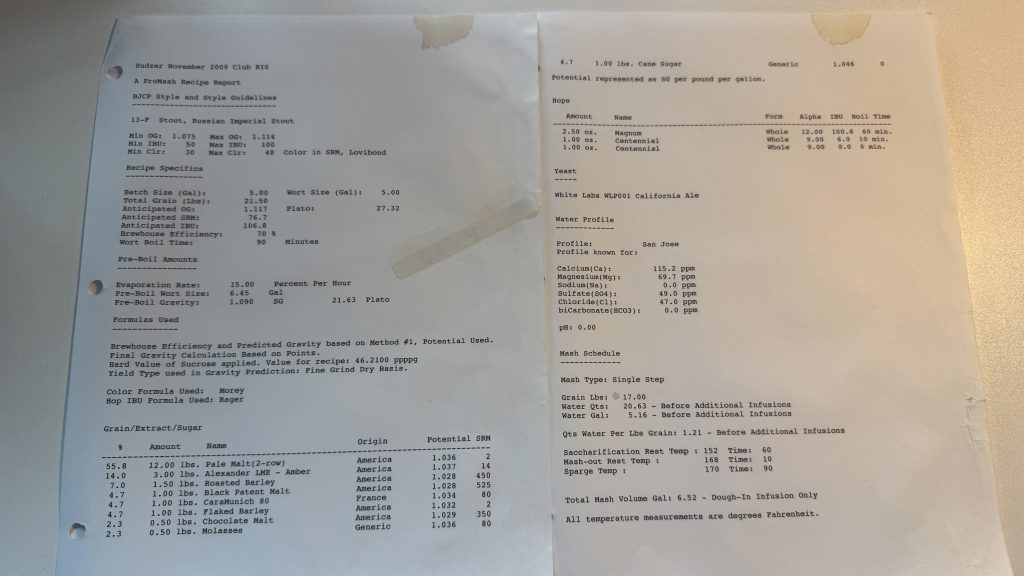 Sudzer November 2009 Club RIS
A ProMash Recipe Report
BJCP Style and Style Guidelines
-------------------------------
13-F Stout, Russian Imperial Stout
Min OG: 1.075 Max OG: 1.114
Min IBU: 50 Max IBU: 100
Min Clr: 30 Max Clr: 48 Color in SRM, Lovibond
Recipe Specifics
----------------
Batch Size (Gal): 5.00 Wort Size (Gal): 5.00
Total Grain (Lbs): 21.50
Anticipated OG: 1.117 Plato: 27.32
Anticipated SRM: 76.7
Anticipated IBU: 106.8
Brewhouse Efficiency: 70 %
Wort Boil Time: 90 Minutes
Pre-Boil Amounts
----------------
Evaporation Rate: 15.00 Percent Per Hour
Pre-Boil Wort Size: 6.45 Gal
Pre-Boil Gravity: 1.090 SG 21.63 Plato
Formulas Used
-------------
Brewhouse Efficiency and Predicted Gravity based on Method #1, Potential Used.
Final Gravity Calculation Based on Points.
Hard Value of Sucrose applied. Value for recipe: 46.2100 ppppg
Yield Type used in Gravity Prediction: Fine Grind Dry Basis.
Color Formula Used: Morey
Hop IBU Formula Used: Rager
Grain/Extract/Sugar
% Amount Name Origin Potential SRM
55.8 12.00 lbs. Pale Malt(2-row) America 1.036 2
14.0 3.00 lbs. Alexander LME - Amber America 1.037 14
7.0 1.50 lbs. Roasted Barley America 1.028 450
4.7 1.00 lbs. Black Patent Malt America 1.028 525
4.7 1.00 lbs. CaraMunich 80 France 1.034 80
4.7 1.00 lbs. Flaked Barley America 1.032 2
2.3 0.50 lbs. Chocolate Malt America 1.029 350
2.3 0.50 lbs. Molasses Generic 1.036 80
4.7 1.00 lbs. Cane Sugar Generic 1.046 0
Potential represented as SG per pound per gallon.
Hops
Amount Name Form Alpha IBU Boil Time
2.50 oz. Magnum Whole 12.00 100.8 60 min.
1.00 oz. Centennial Whole 9.00 6.0 10 min.
1.00 oz. Centennial Whole 9.00 0.0 0 min.
Yeast
-----
White Labs WLP001 California Ale
Water Profile
-------------
Profile: San Jose
Profile known for:
Calcium(Ca): 115.2 ppm
Magnesium(Mg): 69.7 ppm
Sodium(Na): 0.0 ppm
Sulfate(SO4): 49.0 ppm
Chloride(Cl): 47.0 ppm
biCarbonate(HCO3): 0.0 ppm
pH: 0.00
Mash Schedule
-------------
Mash Type: Single Step
Grain Lbs: 17.00
Water Qts: 20.63 - Before Additional Infusions
Water Gal: 5.16 - Before Additional Infusions
Qts Water Per Lbs Grain: 1.21 - Before Additional Infusions
Saccharification Rest Temp : 152 Time: 60
Mash-out Rest Temp : 168 Time: 10
Sparge Temp : 170 Time: 90
Total Mash Volume Gal: 6.52 - Dough-In Infusion Only
All temperature measurements are degrees Fahrenheit.